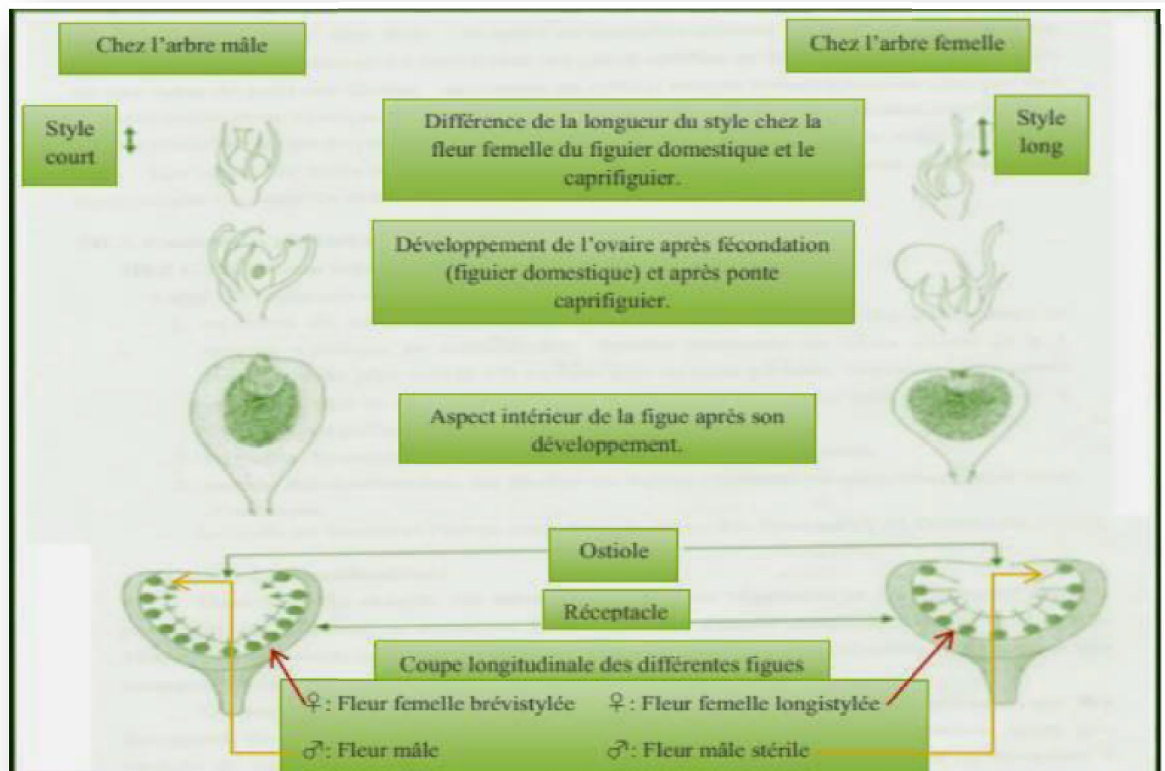 Chez l'arbre mâle
Chez l'arbre femelle
Style
court
Différence de la longueur du style chez la
fleur femelle du figuier domestique et le
caprifiguier.
Style
long
Développement de l'ovaire après fécondation
(figuier domestique) et après ponte
caprifiguier.
Aspect intérieur de la figue après son
développement.
Ostiole
Réceptacle
Coupe longitudinale des différentes figues
♀: Fleur femelle brévistylée ♀: Fleur femelle longistylée
♂: Fleur mâle ♂: Fleur mâle stérile